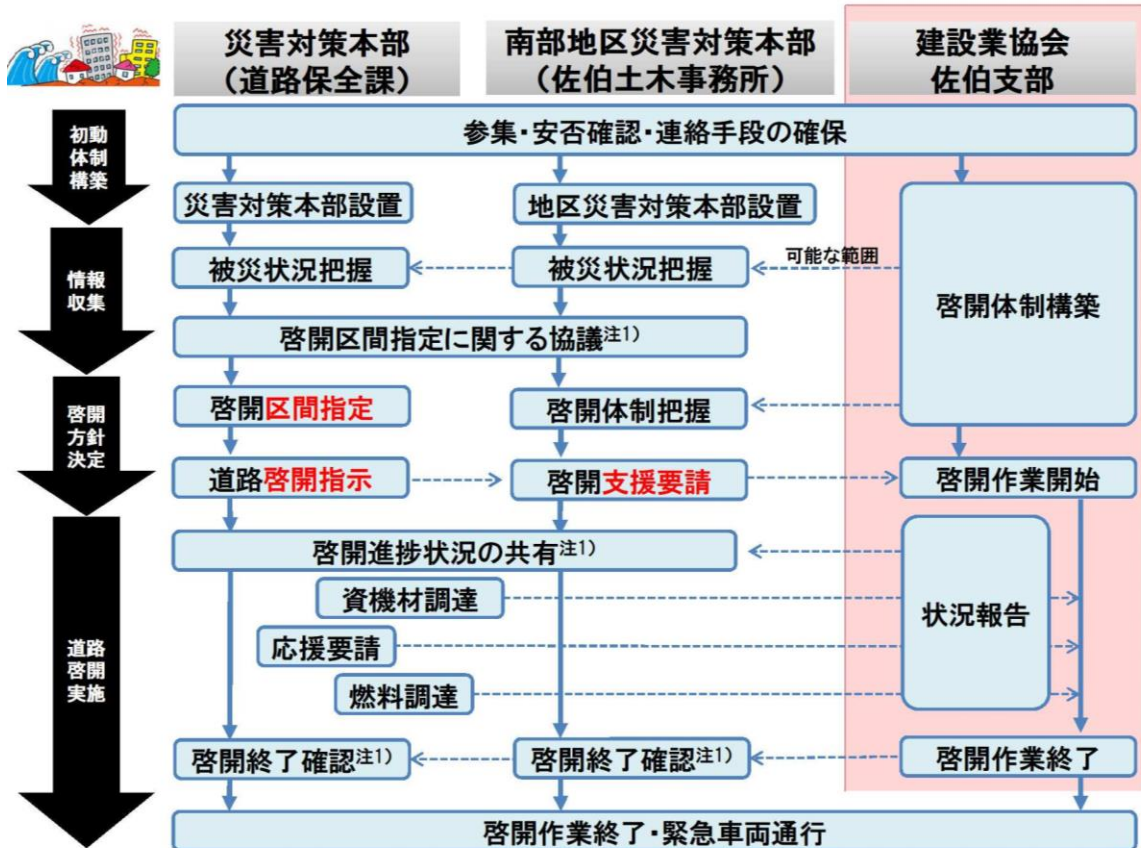 災害対策本部
（道路保全課）
南部地区災害対策本部
（佐伯土木事務所）
建設業協会
佐伯支部
初動
体制
構築
参集・安否確認・連絡手段の確保
災害対策本部設置
地区災害対策本部設置
情報
収集
被災状況把握
被災状況把握
可能な範囲
啓開体制構築
啓開区間指定に関する協議注1)
啓開
方針
決定
啓開区間指定
啓開体制把握
道路啓開指示
啓開支援要請
啓開作業開始
道路
啓開
実施
啓開進捗状況の共有注1)
資機材調達
応援要請
燃料調達
状況報告
啓開終了確認注1)
啓開終了確認注1)
啓開作業終了
啓開作業終了・緊急車両通行